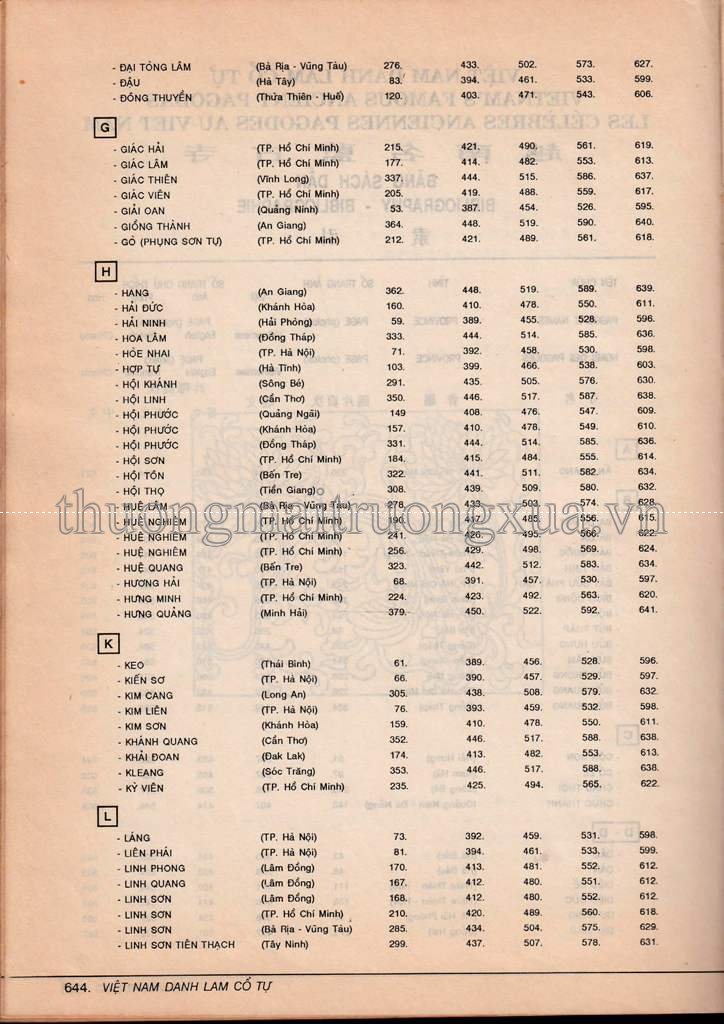 - ĐẠI TÒNG LÂM (Bà Rịa - Vũng Tàu) 276. 433. 502. 573. 627.
- ĐẬU (Hà Tây) 83. 394. 461. 533. 599.
- ĐÔNG THUYỀN (Thừa Thiên - Huế) 120. 403. 471. 543. 606.
G
- GIÁC HẢI (TP. Hồ Chí Minh) 215. 421. 490. 561. 619.
- GIÁC LÂM (TP. Hồ Chí Minh) 177. 414. 482. 553. 613.
- GIÁC THIÊN (Vĩnh Long) 337. 444. 515. 586. 637.
- GIÁC VIÊN (TP. Hồ Chí Minh) 205. 419. 488. 559. 617.
- GIẢI OAN (Quảng Ninh) 53. 387. 454. 526. 595.
- GIỒNG THÀNH (An Giang) 364. 448. 519. 590. 640.
- GÒ (PHỤNG SƠN TỰ) (TP. Hồ Chí Minh) 212. 421. 489. 561. 618.
H
- HANG (An Giang) 362. 448. 519. 589. 639.
- HẢI ĐỨC (Khánh Hòa) 160. 410. 478. 550. 611.
- HẢI NINH (Hải Phòng) 59. 389. 455. 528. 596.
- HOA LÂM (Đồng Tháp) 333. 444. 514. 585. 636.
- HÒE NHAI (TP. Hà Nội) 71. 392. 458. 530. 598.
- HỢP TỰ (Hà Tĩnh) 103. 399. 466. 538. 603.
- HỘI KHÁNH (Sông Bé) 291. 435. 505. 576. 630.
- HỘI LINH (Cần Thơ) 350. 446. 517. 587. 638.
- HỘI PHƯỚC (Quảng Ngãi) 149 408. 476. 547. 609.
- HỘI PHƯỚC (Khánh Hòa) 157. 410. 478. 549. 610.
- HỘI PHƯỚC (Đồng Tháp) 331. 444. 514. 585. 636.
- HỘI SƠN (TP. Hồ Chí Minh) 184. 415. 484. 555. 614.
- HỘI TÔN (Bến Tre) 322. 441. 511. 582. 634.
- HỘI THỌ (Tiền Giang) 308. 439. 509. 580. 632.
- HUÊ LÂM (Bà Rịa - Vũng Tàu) 278. 433. 503. 574. 628.
- HUÊ NGHIÊM (TP. Hồ Chí Minh) 190. 417. 485. 556. 615.
- HUÊ NGHIÊM (TP. Hồ Chí Minh) 241. 426. 495. 566. 622.
- HUỆ NGHIÊM (TP. Hồ Chí Minh) 256. 429. 498. 569. 624.
- HUỆ QUANG (Bến Tre) 323. 442. 512. 583. 634.
- HƯƠNG HẢI (TP. Hà Nội) 68. 391. 457. 530. 597.
- HƯNG MINH (TP. Hồ Chí Minh) 224. 423. 492. 563. 620.
- HƯNG QUẢNG (Minh Hải) 379. 450. 522. 592. 641.
K
- KEO (Thái Bình) 61. 389. 456. 528. 596.
- KIẾN SƠ (TP. Hà Nội) 66. 390. 457. 529. 597.
- KIM CANG (Long An) 305. 438. 508. 579. 632.
- KIM LIÊN (TP. Hà Nội) 76. 393. 459. 532. 598.
- KIM SƠN (Khánh Hòa) 159. 410. 478. 550. 611.
- KHÁNH QUANG (Cần Thơ) 352. 446. 517. 588. 638.
- KHẢI ĐOAN (Đak Lak) 174. 413. 482. 553. 613.
- KLEANG (Sóc Trăng) 353. 446. 517. 588. 638.
- KỲ VIÊN (TP. Hồ Chí Minh) 235. 425. 494. 565. 622.
L
- LÁNG (TP. Hà Nội) 73. 392. 459. 531. 598.
- LIÊN PHÁI (TP. Hà Nội) 81. 394. 461. 533. 599.
- LINH PHONG (Lâm Đồng) 170. 413. 481. 552. 612.
- LINH QUANG (Lâm Đồng) 167. 412. 480. 551. 612.
- LINH SƠN (Lâm Đồng) 168. 412. 480. 552. 612.
- LINH SƠN (TP. Hồ Chí Minh) 210. 420. 489. 560. 618.
- LINH SƠN (Bà Rịa - Vũng Tàu) 285. 434. 504. 575. 629.
- LINH SƠN TIÊN THẠCH (Tây Ninh) 299. 437. 507. 578. 631.
644. VIỆT NAM DANH LAM CỔ TỰ
thuongmaitruongxua.vn